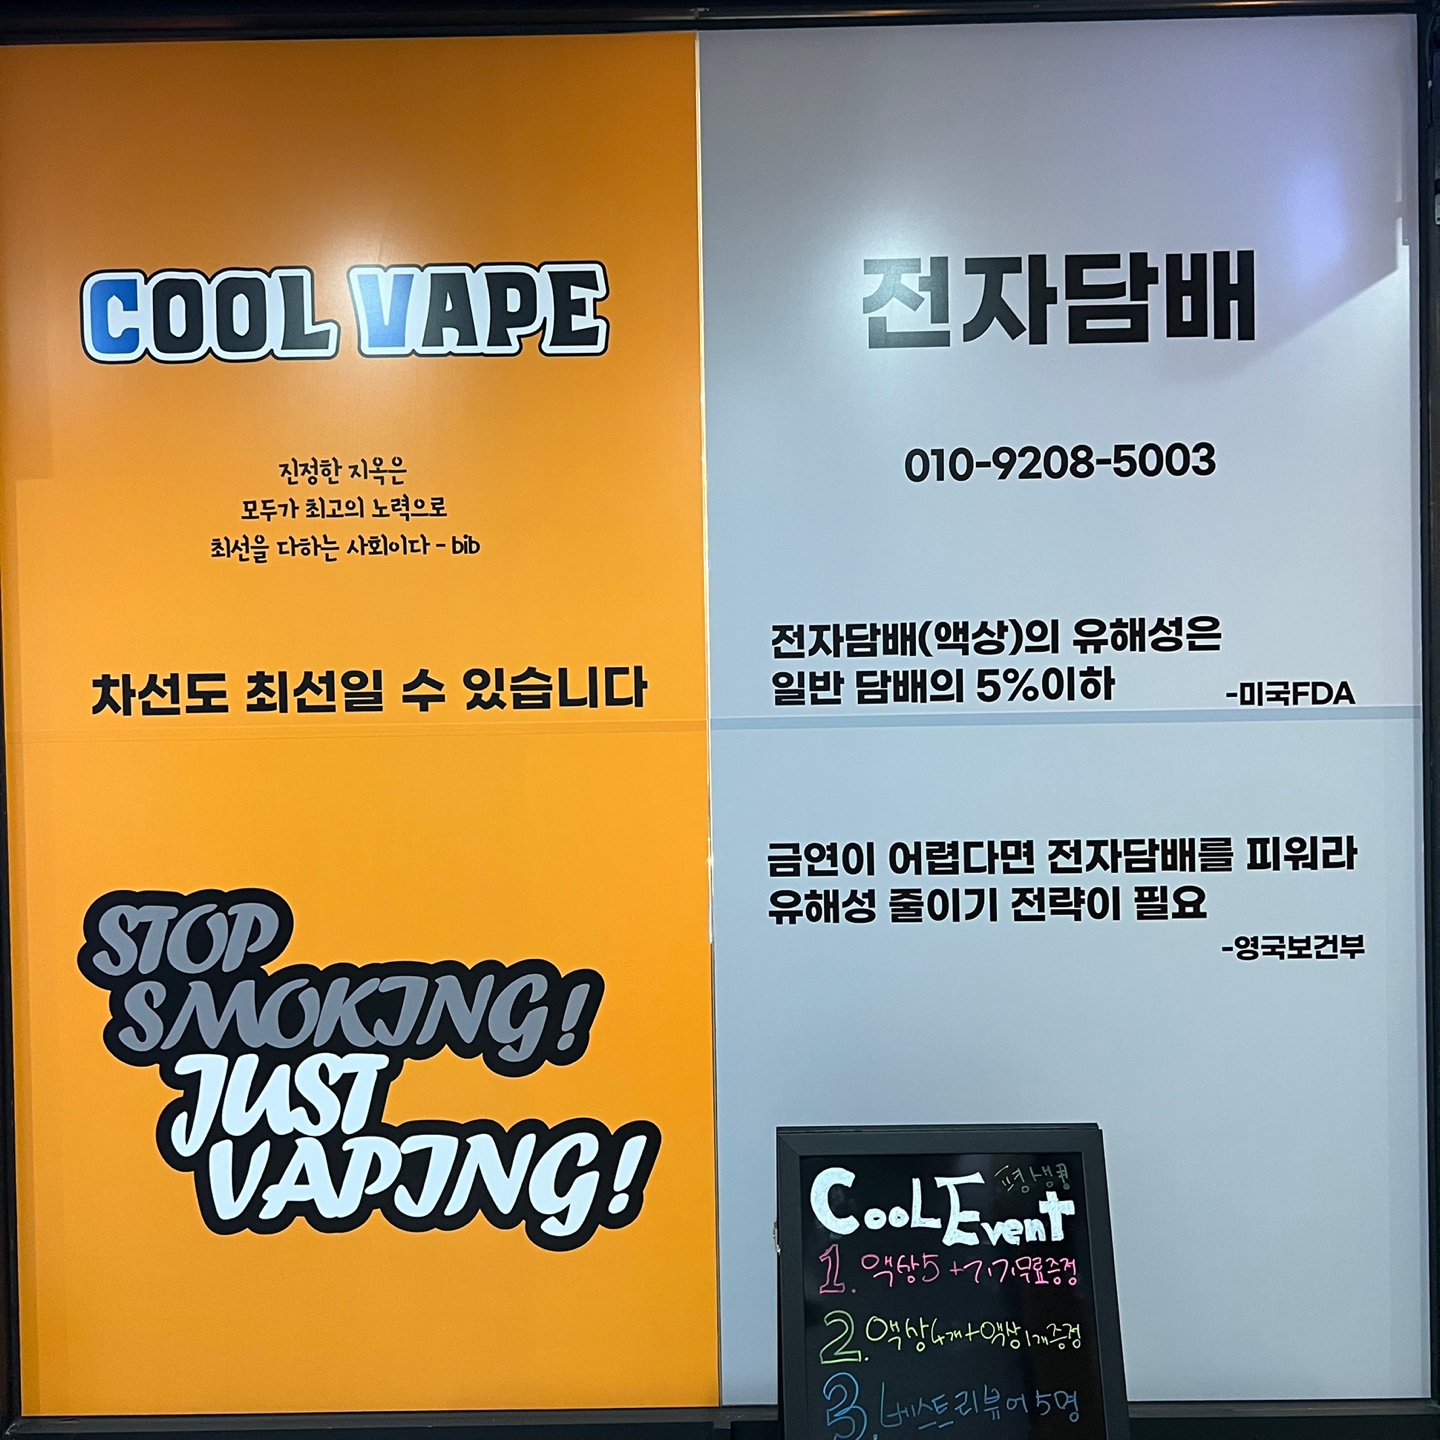 COOL VAPE
진정한 지옥은
모두가 최고의 노력으로
최선을 다하는 사회이다 - bib
차선도 최선일 수 있습니다
STOP
SMOKING!
JUST
VAPING!
전자담배
010-9208-5003
전자담배(액상)의 유해성은
일반 담배의 5%이하
-미국FDA
금연이 어렵다면 전자담배를 피워라
유해성 줄이기 전략이 필요
-영국보건부
COOL EVENT
1. 액상5 + 기기무료증정
2. 액상4개+액상1개증정
3. 베스트리뷰어 5명